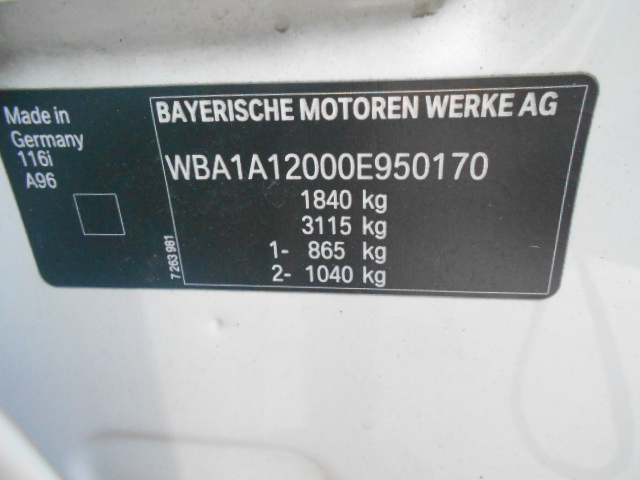 Made in
Germany
116i
A96
7 263 981
BAYERISCHE MOTOREN WERKE AG
WBA1A12000E950170
1840 kg
3115 kg
1- 865 kg
2- 1040 kg